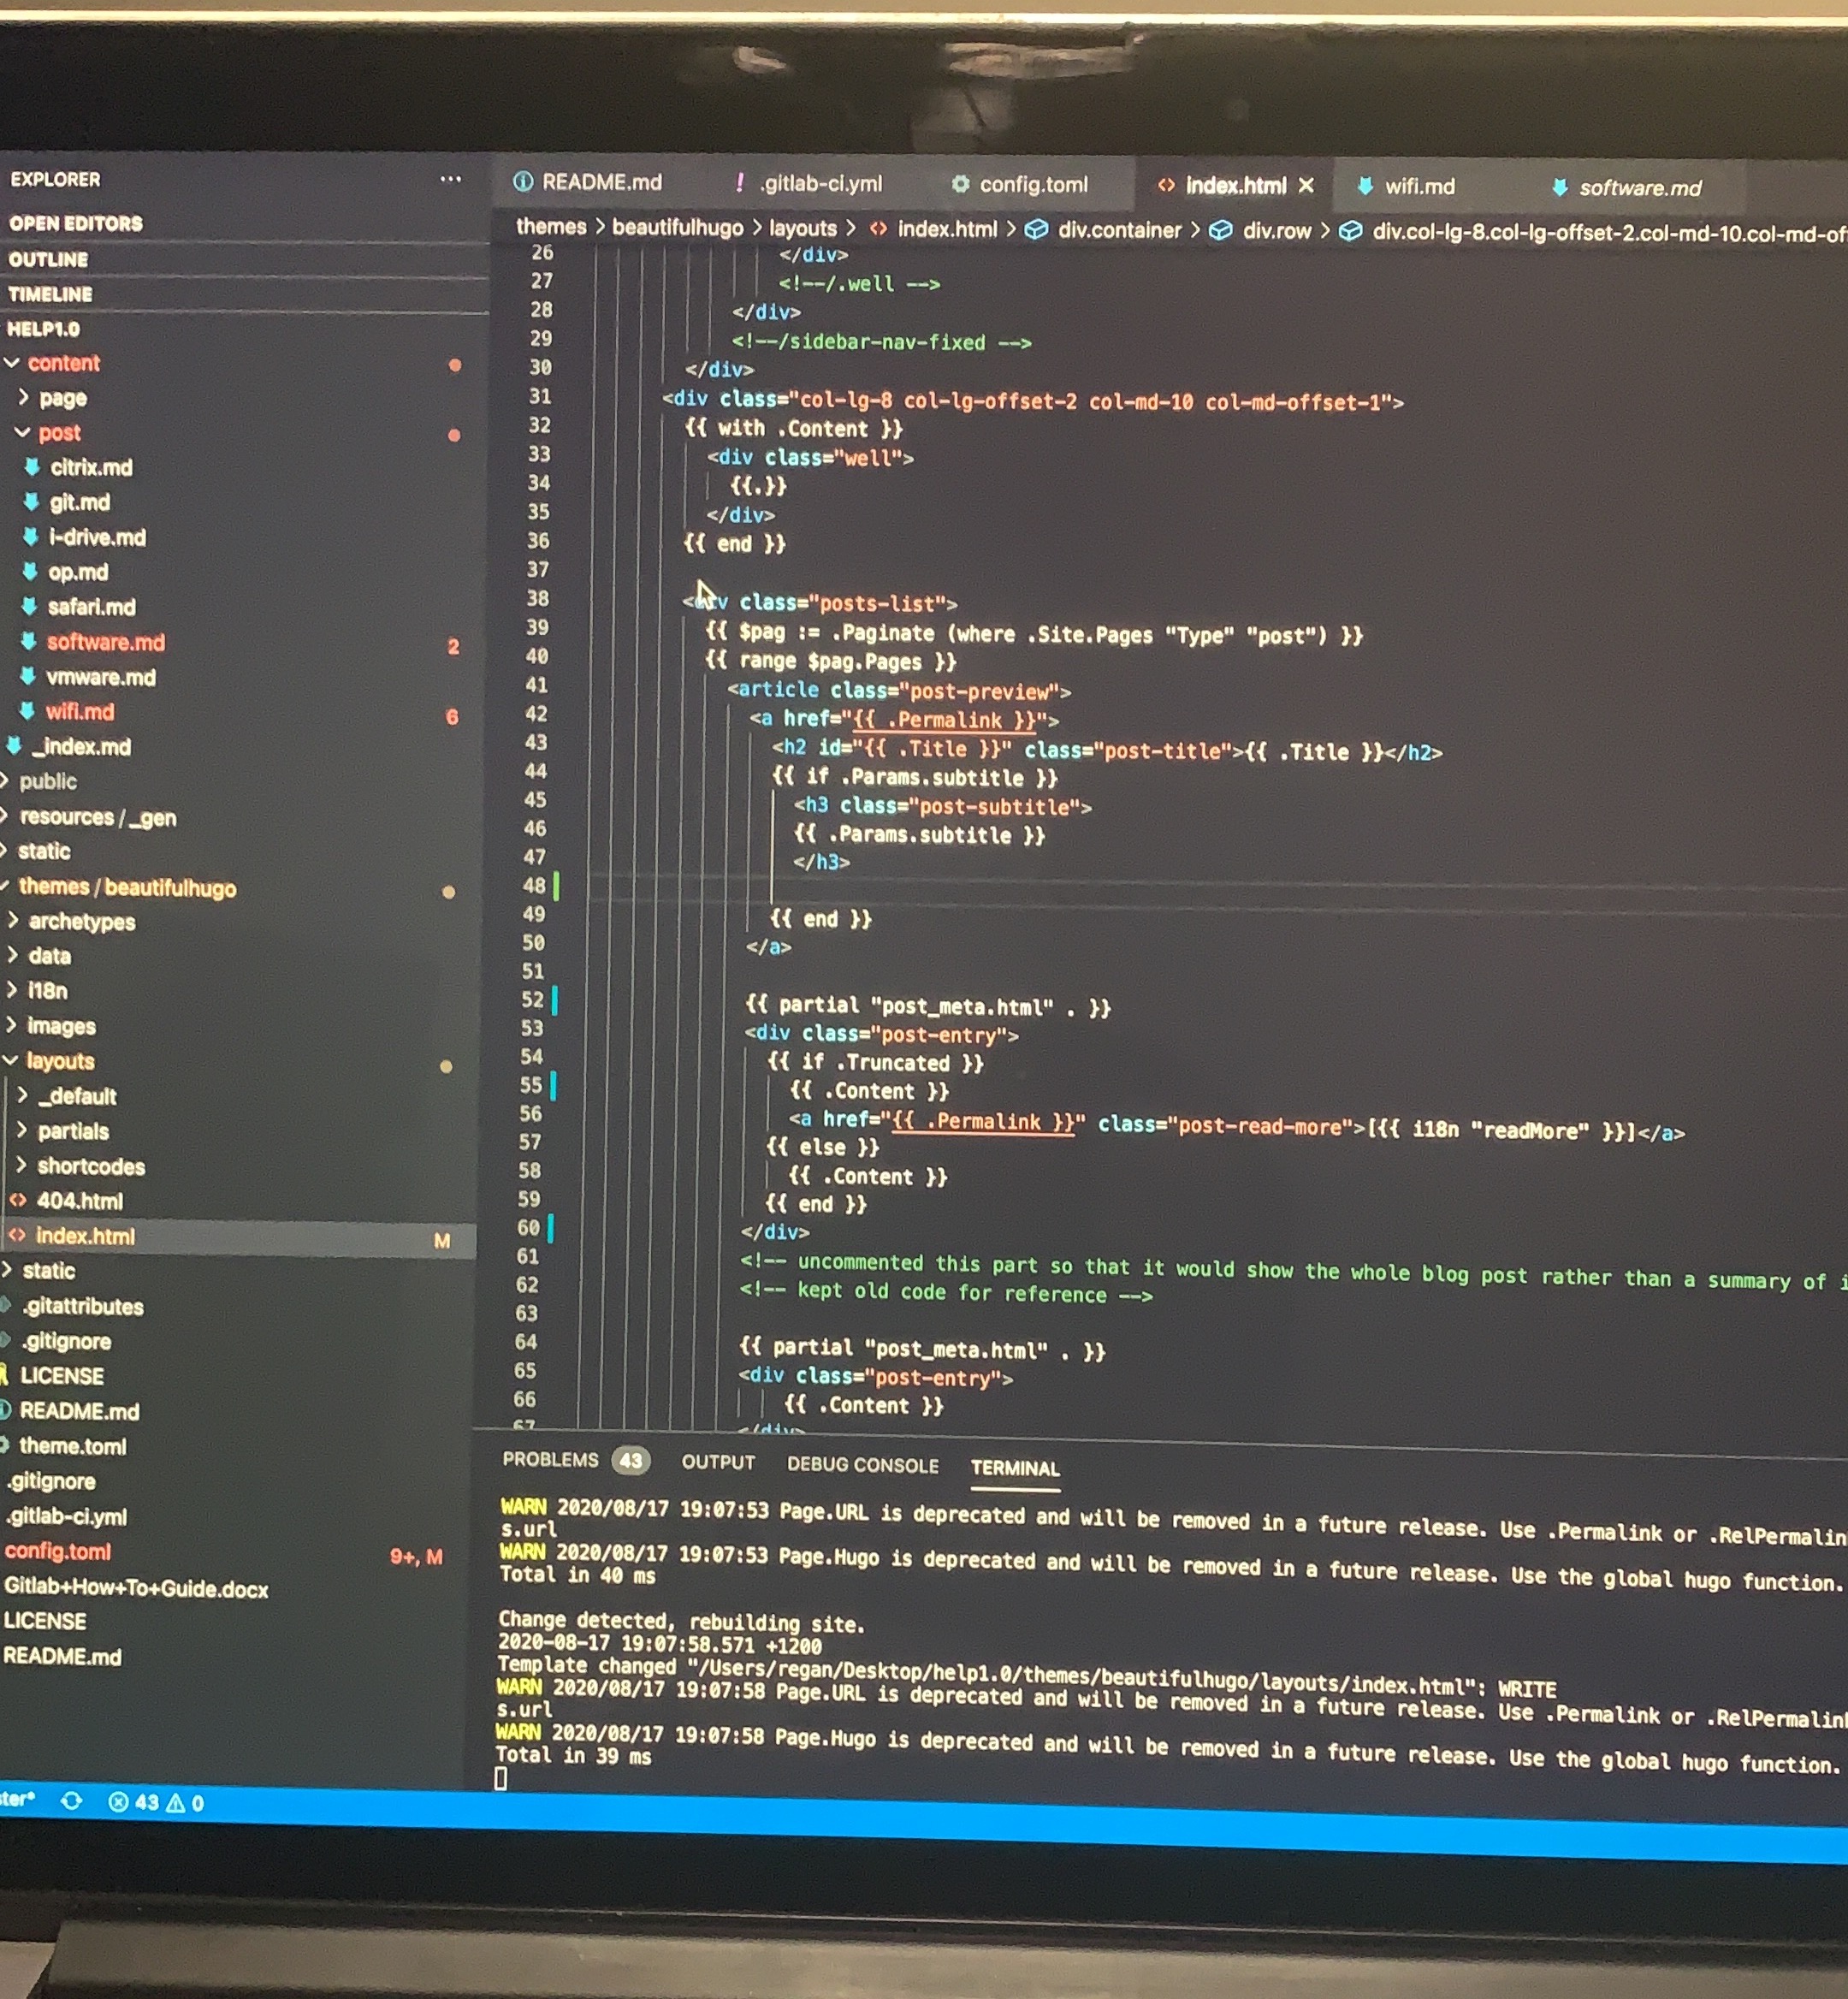 EXPLORER ...
OPEN EDITORS
OUTLINE
TIMELINE
HELP1.0
content
page
post
citrix.md
git.md
i-drive.md
op.md
safari.md
software.md 2
vmware.md
wifi.md 6
_index.md
public
resources / _gen
static
themes / beautifulhugo
archetypes
data
i18n
images
layouts
_default
partials
shortcodes
404.html
index.html M
static
.gitattributes
.gitignore
LICENSE
README.md
theme.toml
.gitignore
.gitlab-ci.yml
config.toml 9+, M
Gitlab+How+To+Guide.docx
LICENSE
README.md
README.md ! .gitlab-ci.yml config.toml <> index.html × wifi.md software.md
themes > beautifulhugo > layouts > <> index.html > div.container > div.row > div.col-lg-8.col-lg-offset-2.col-md-10.col-md-of
26 </div>
27 <!--/.well -->
28 </div>
29 <!--/sidebar-nav-fixed -->
30 </div>
31 <div class="col-lg-8 col-lg-offset-2 col-md-10 col-md-offset-1">
32 {{ with .Content }}
33 <div class="well">
34 {{.}}
35 </div>
36 {{ end }}
37
38 <div class="posts-list">
39 {{ $pag := .Paginate (where .Site.Pages "Type" "post") }}
40 {{ range $pag.Pages }}
41 <article class="post-preview">
42 <a href="{{ .Permalink }}">
43 <h2 id="{{ .Title }}" class="post-title">{{ .Title }}</h2>
44 {{ if .Params.subtitle }}
45 <h3 class="post-subtitle">
46 {{ .Params.subtitle }}
47 </h3>
48
49 {{ end }}
50 </a>
51
52 {{ partial "post_meta.html" . }}
53 <div class="post-entry">
54 {{ if .Truncated }}
55 {{ .Content }}
56 <a href="{{ .Permalink }}" class="post-read-more">[{{ i18n "readMore" }}]</a>
57 {{ else }}
58 {{ .Content }}
59 {{ end }}
60 </div>
61 <!-- uncommented this part so that it would show the whole blog post rather than a summary of i
62 <!-- kept old code for reference -->
63
64 {{ partial "post_meta.html" . }}
65 <div class="post-entry">
66 {{ .Content }}
67 </div>
PROBLEMS 43 OUTPUT DEBUG CONSOLE TERMINAL
WARN 2020/08/17 19:07:53 Page.URL is deprecated and will be removed in a future release. Use .Permalink or .RelPermalin
s.url
WARN 2020/08/17 19:07:53 Page.Hugo is deprecated and will be removed in a future release. Use the global hugo function.
Total in 40 ms
Change detected, rebuilding site.
2020-08-17 19:07:58.571 +1200
Template changed "/Users/regan/Desktop/help1.0/themes/beautifulhugo/layouts/index.html": WRITE
WARN 2020/08/17 19:07:58 Page.URL is deprecated and will be removed in a future release. Use .Permalink or .RelPermalink
s.url
WARN 2020/08/17 19:07:58 Page.Hugo is deprecated and will be removed in a future release. Use the global hugo function.
Total in 39 ms
ster* 43 0